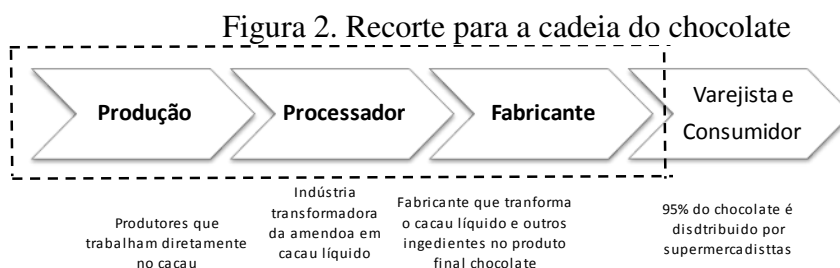 Figura 2. Recorte para a cadeia do chocolate
Produção
Processador
Fabricante
Varejista e
Consumidor
Produtores que
trabalham diretamente
no cacau
Indústria
transformadora
da amendoa em
cacau líquido
Fabricante que tranforma
o cacau líquido e outros
ingedientes no produto
final chocolate
95% do chocolate é
disdtribuido por
supermercadisttas